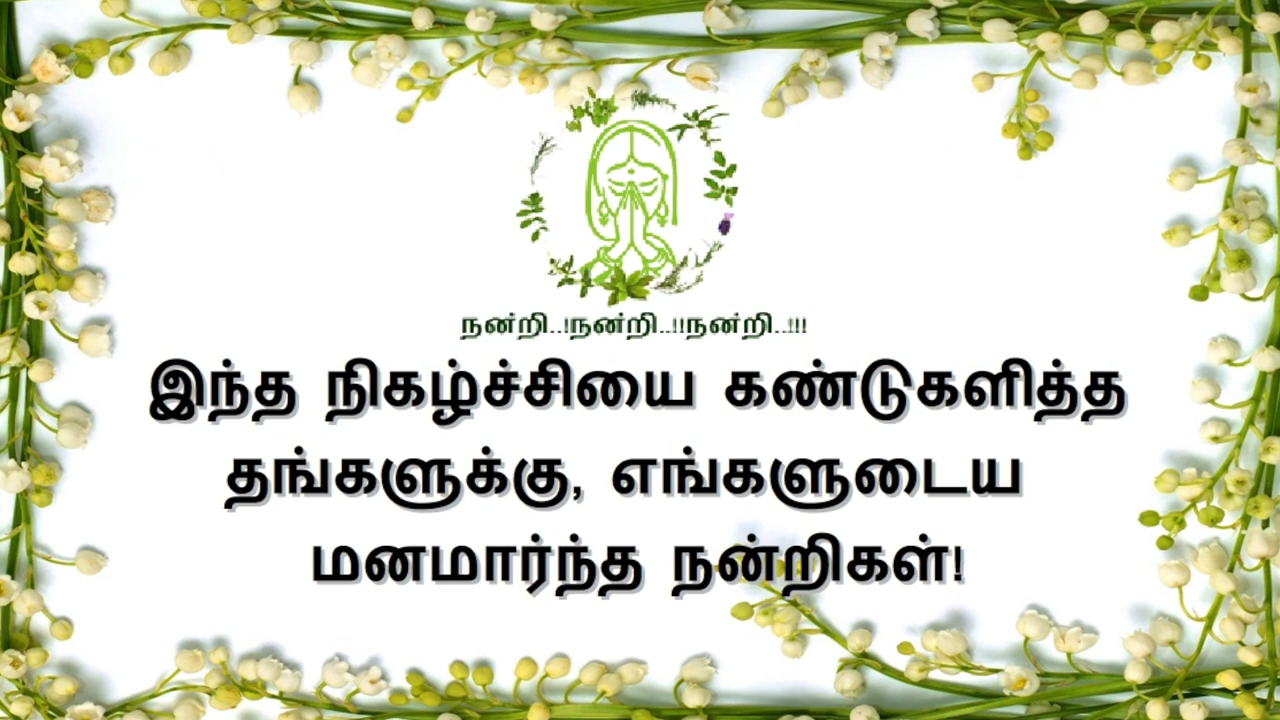 நன்றி..!நன்றி..!!நன்றி..!!!
இந்த நிகழ்ச்சியை கண்டுகளித்த
தங்களுக்கு, எங்களுடைய
மனமார்ந்த நன்றிகள்!